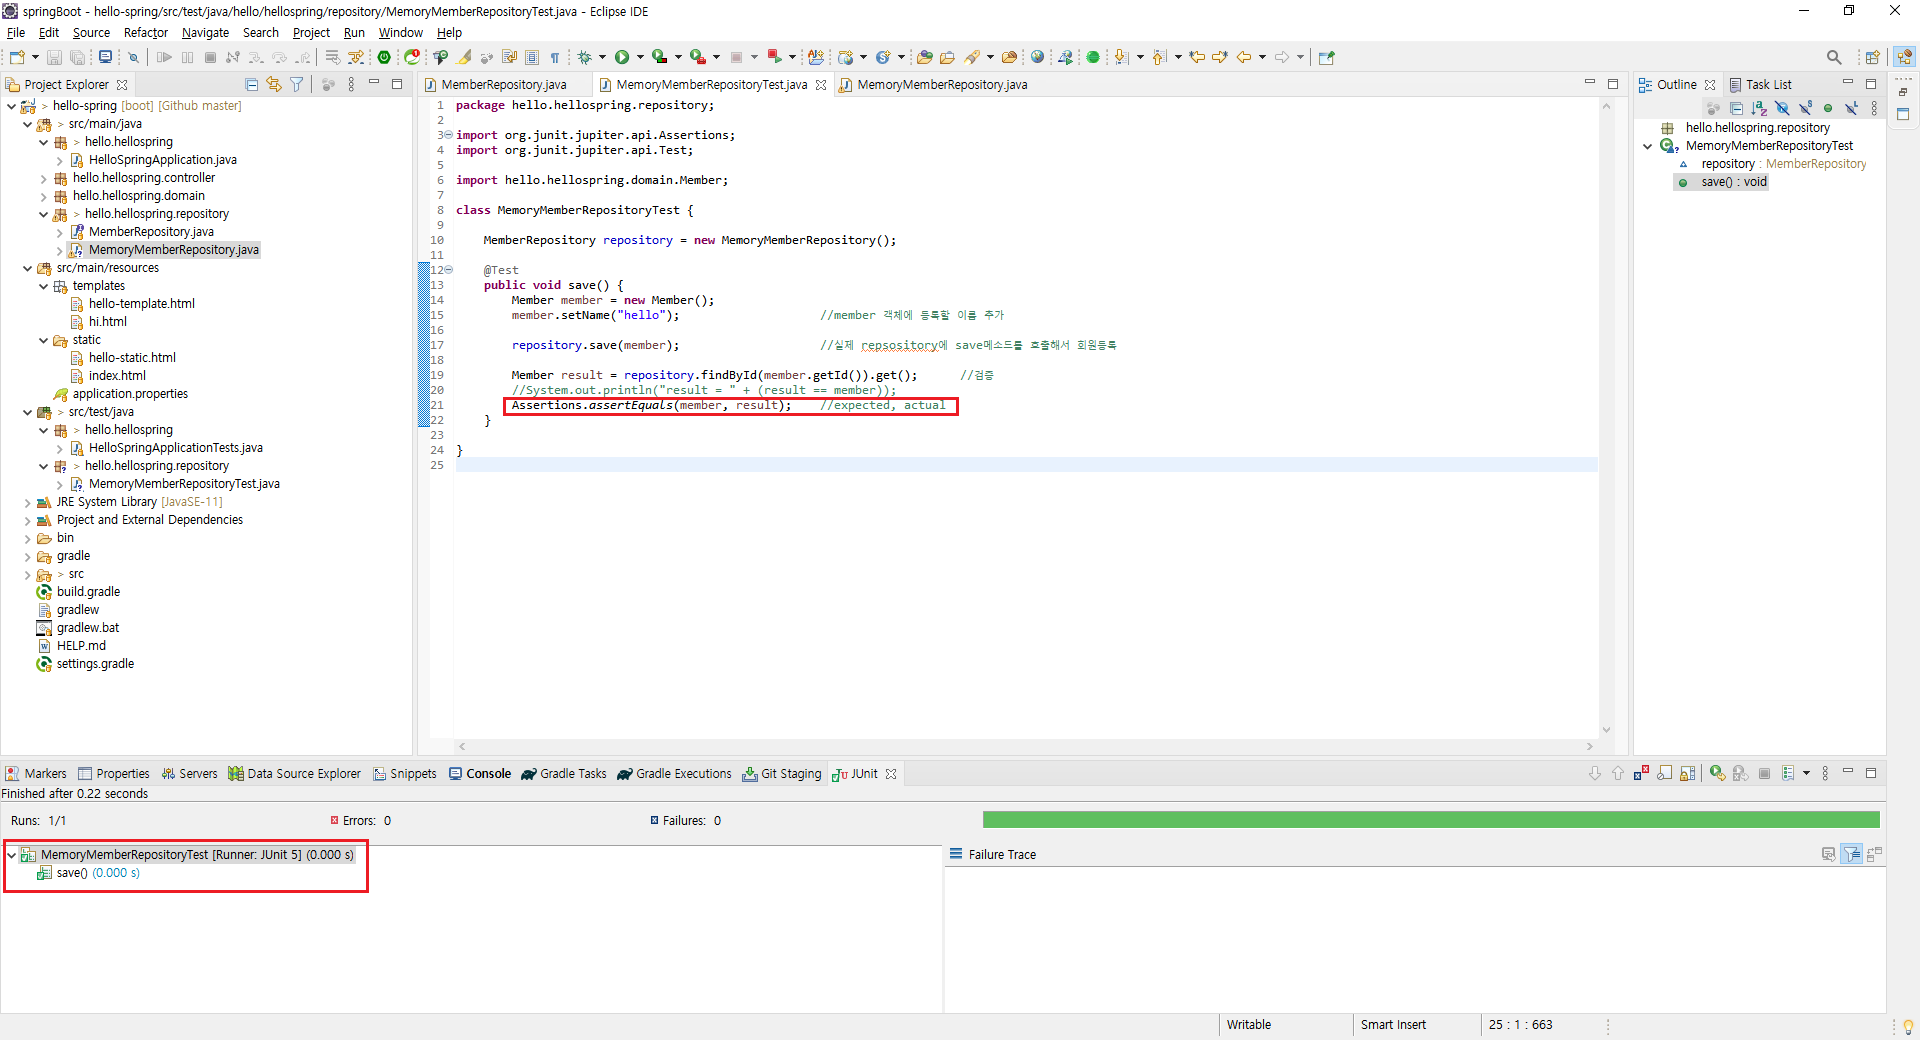 springBoot - hello-spring/src/test/java/hello/hellospring/repository/MemoryMemberRepositoryTest.java - Eclipse IDE
File Edit Source Refactor Navigate Search Project Run Window Help
Project Explorer
hello-spring [boot] [Github master]
src/main/java
hello.hellospring
HelloSpringApplication.java
hello.hellospring.controller
hello.hellospring.domain
hello.hellospring.repository
MemberRepository.java
MemoryMemberRepository.java
src/main/resources
templates
hello-template.html
hi.html
static
hello-static.html
index.html
application.properties
src/test/java
hello.hellospring
HelloSpringApplicationTests.java
hello.hellospring.repository
MemoryMemberRepositoryTest.java
JRE System Library [JavaSE-11]
Project and External Dependencies
bin
gradle
src
build.gradle
gradlew
gradlew.bat
HELP.md
settings.gradle
MemberRepository.java MemoryMemberRepositoryTest.java MemoryMemberRepository.java
1 package hello.hellospring.repository;
2
3 import org.junit.jupiter.api.Assertions;
4 import org.junit.jupiter.api.Test;
5
6 import hello.hellospring.domain.Member;
7
8 class MemoryMemberRepositoryTest {
9
10 MemberRepository repository = new MemoryMemberRepository();
11
12 @Test
13 public void save() {
14 Member member = new Member();
15 member.setName("hello"); //member 객체에 등록할 이름 추가
16
17 repository.save(member); //실제 repsository에 save메소드를 호출해서 회원등록
18
19 Member result = repository.findById(member.getId()).get(); //검증
20 //System.out.println("result = " + (result == member));
21 Assertions.assertEquals(member, result); //expected, actual
22 }
23
24 }
25
Outline Task List
hello.hellospring.repository
MemoryMemberRepositoryTest
repository : MemberRepository
save() : void
Markers Properties Servers Data Source Explorer Snippets Console Gradle Tasks Gradle Executions Git Staging JUnit
Finished after 0.22 seconds
Runs: 1/1 Errors: 0 Failures: 0
MemoryMemberRepositoryTest [Runner: JUnit 5] (0.000 s)
save() (0.000 s)
Failure Trace
Writable Smart Insert 25 : 1 : 663